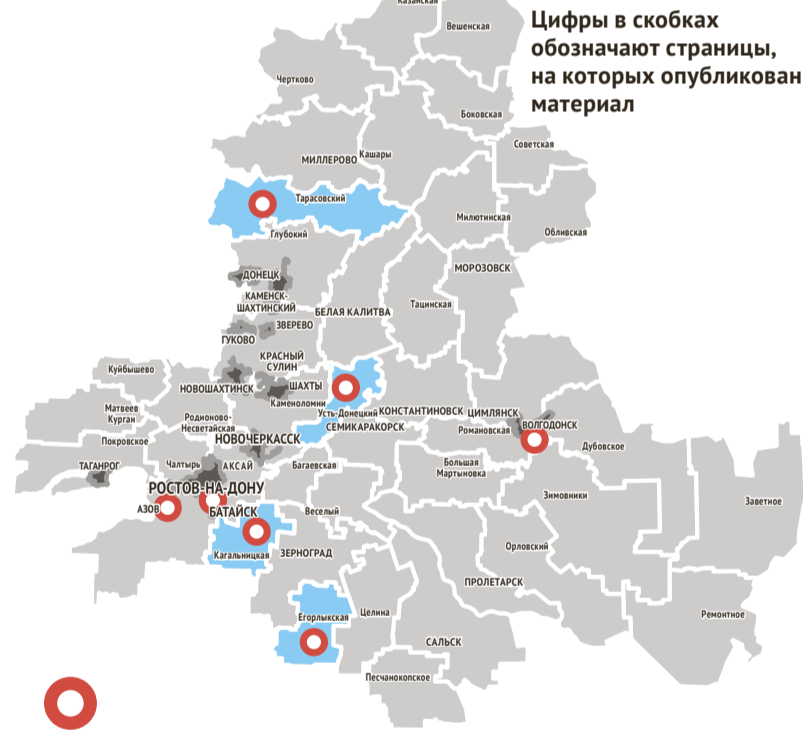 Казанская
Вешенская
Цифры в скобках
обозначают страницы,
на которых опубликован
материал
Чертково
Боковская
Советская
МИЛЛЕРОВО
Кашары
Тарасовский
Милютинская
Обливская
Глубокий
МОРОЗОВСК
ДОНЕЦК
КАМЕНСК-
ШАХТИНСКИЙ
БЕЛАЯ КАЛИТВА
Тацинская
ЗВЕРЕВО
ГУКОВО
КРАСНЫЙ
СУЛИН
Куйбышево
НОВОШАХТИНСК
ШАХТЫ
Каменоломни
Матвеев
Курган
Родионово-
Несветайская
Усть-Донецкий
КОНСТАНТИНОВСК
ЦИМЛЯНСК
СЕМИКАРАКОРСК
Романовская
ВОЛГОДОНСК
Покровское
НОВОЧЕРКАССК
Дубовское
ТАГАНРОГ
Чалтырь
АКСАЙ
Багаевская
Большая
Мартыновка
РОСТОВ-НА-ДОНУ
Зимовники
Заветное
АЗОВ
БАТАЙСК
Веселый
Кагальницкая
ЗЕРНОГРАД
Орловский
ПРОЛЕТАРСК
Егорлыкская
Целина
Ремонтное
САЛЬСК
Песчанокопское